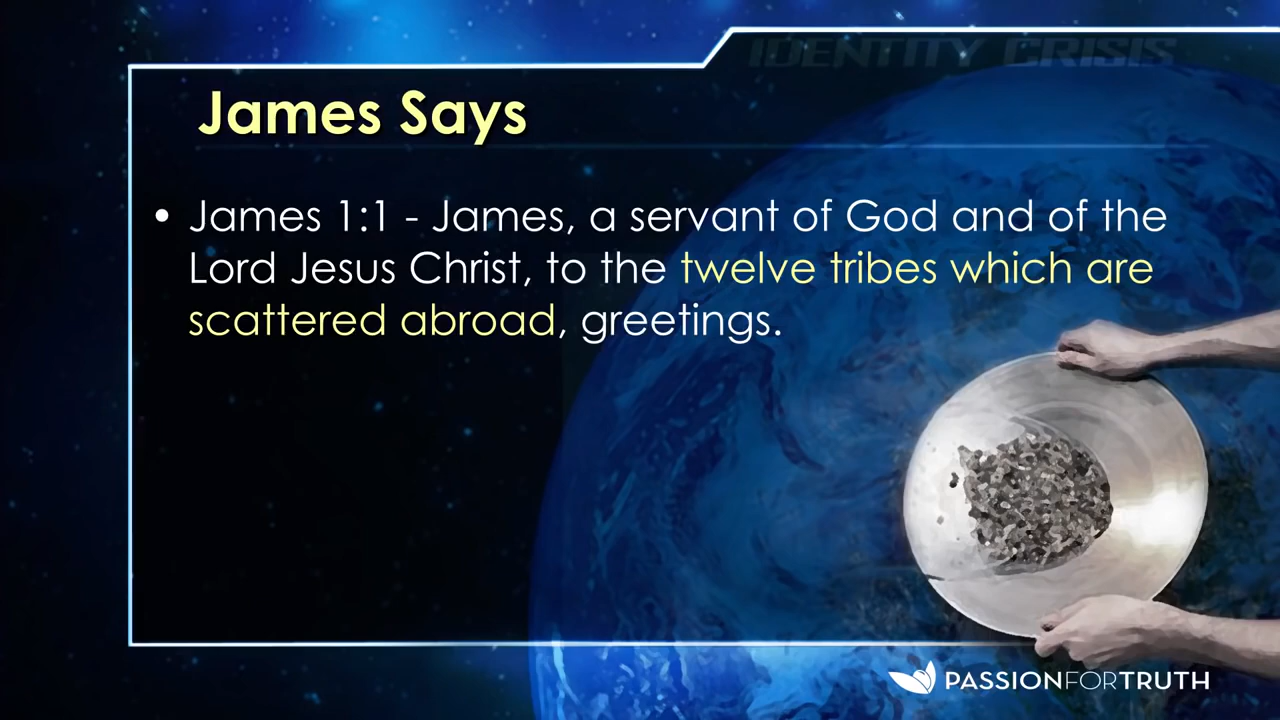 IDENTITY CRISIS
James Says
• James 1:1 - James, a servant of God and of the
Lord Jesus Christ, to the twelve tribes which are
scattered abroad, greetings.
PASSIONFORTRUTH